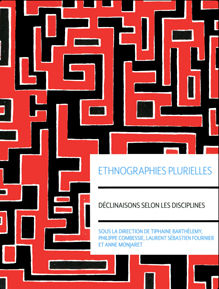 ETHNOGRAPHIES PLURIELLES
DÉCLINAISONS SELON LES DISCIPLINES
SOUS LA DIRECTION DE TIPHAINE BARTHÉLEMY,
PHILIPPE COMBESSIE, LAURENT SÉBASTIEN FOURNIER
ET ANNE MONJARET